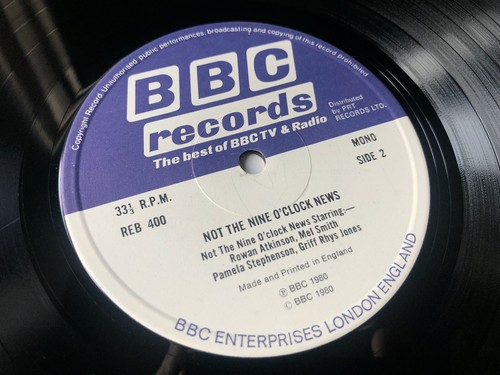 Copyright Record. Unauthorised public performances, broadcasting and copying of this record prohibited
BBC
records
The best of BBC TV & Radio
Distributed
by PRT
RECORDS LTD.
33⅓ R.P.M.
REB 400
MONO
SIDE 2
NOT THE NINE O'CLOCK NEWS
Not The Nine O'clock News Starring:—
Rowan Atkinson, Mel Smith
Pamela Stephenson, Griff Rhys Jones
Made and Printed in England
Ⓟ BBC 1980
© BBC 1980
BBC ENTERPRISES LONDON ENGLAND